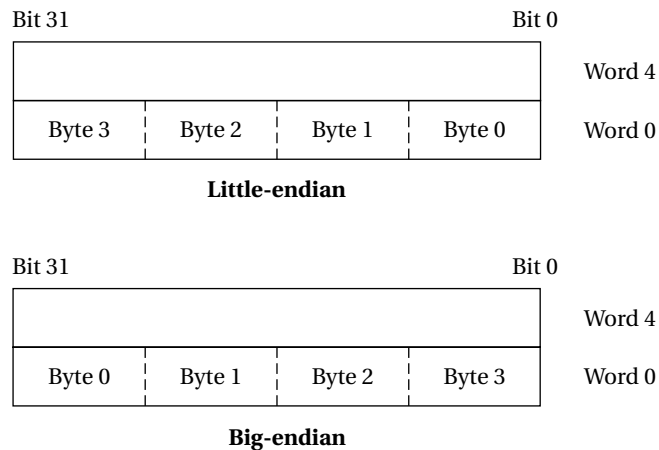 Bit 31 Bit 0
Word 4
Byte 3 Byte 2 Byte 1 Byte 0 Word 0
Little-endian
Bit 31 Bit 0
Word 4
Byte 0 Byte 1 Byte 2 Byte 3 Word 0
Big-endian